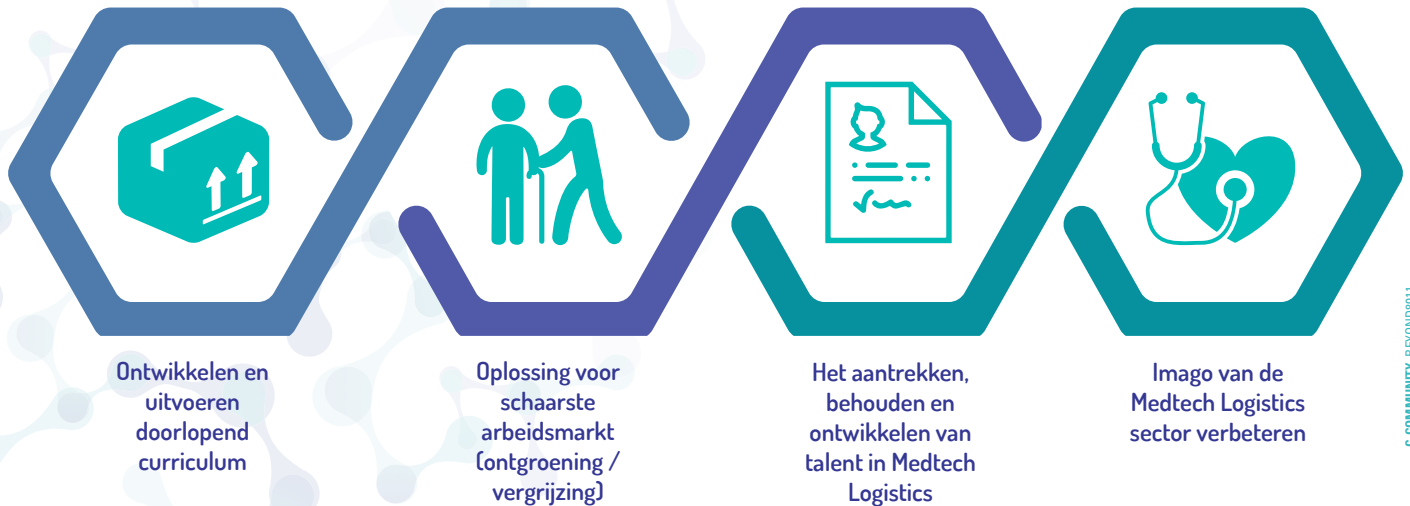 Ontwikkelen en
uitvoeren
doorlopend
curriculum
Oplossing voor
schaarste
arbeidsmarkt
(ontgroening /
vergrijzing)
Het aantrekken,
behouden en
ontwikkelen van
talent in Medtech
Logistics
Imago van de
Medtech Logistics
sector verbeteren
COMMUNITY